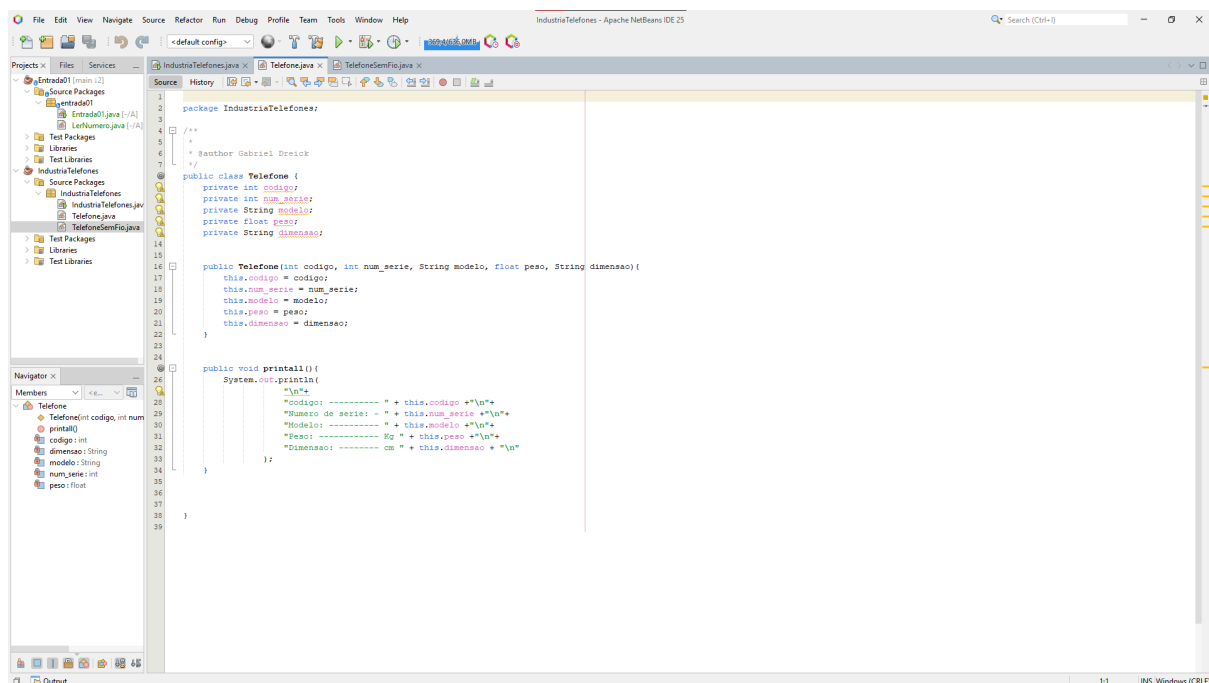 File Edit View Navigate Source Refactor Run Debug Profile Team Tools Window Help
IndustriaTelefones - Apache NetBeans IDE 25
Search (Ctrl+I)
<default config>
Projects Files Services
IndustriaTelefones.java Telefone.java TelefoneSemFio.java
Source History
Entrada01 [main ↓2]
Source Packages
entrada01
Entrada01.java [-/A]
LerNumero.java [-/A]
Test Packages
Libraries
Test Libraries
IndustriaTelefones
Source Packages
IndustriaTelefones
IndustriaTelefones.jav
Telefone.java
TelefoneSemFio.java
Test Packages
Libraries
Test Libraries
Navigator
Members <e...
Telefone
Telefone(int codigo, int num
printall()
codigo : int
dimensao : String
modelo : String
num_serie : int
peso : float
1
2 package IndustriaTelefones;
3
4 /**
5 *
6 * @author Gabriel Dreick
7 */
public class Telefone {
private int codigo;
private int num_serie;
private String modelo;
private float peso;
private String dimensao;
14
15
16 public Telefone(int codigo, int num_serie, String modelo, float peso, String dimensao){
17 this.codigo = codigo;
18 this.num_serie = num_serie;
19 this.modelo = modelo;
20 this.peso = peso;
21 this.dimensao = dimensao;
22 }
23
24
public void printall(){
26 System.out.println(
"\n"+
28 "codigo: ---------- " + this.codigo +"\n"+
29 "Numero de serie: - " + this.num_serie +"\n"+
30 "Modelo: ---------- " + this.modelo +"\n"+
31 "Peso: ----------- Kg " + this.peso +"\n"+
32 "Dimensao: -------- cm " + this.dimensao + "\n"
33 );
34 }
35
36
37
38 }
39
Output
1:1 INS Windows (CRLF